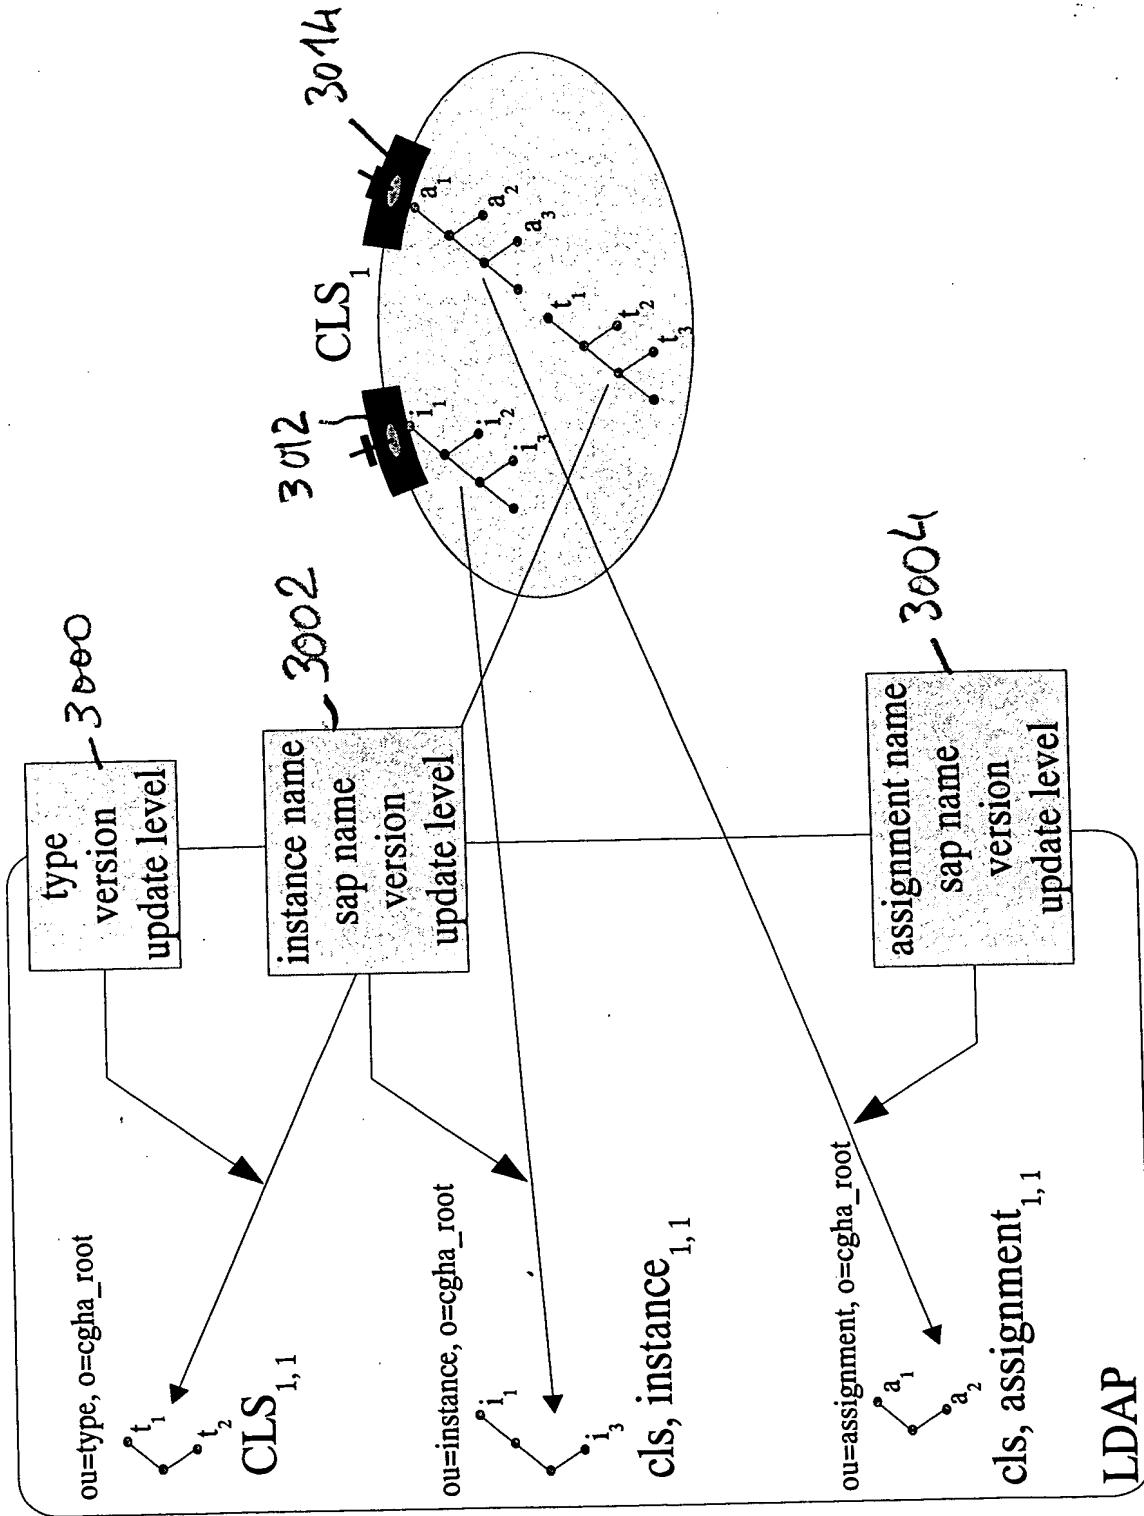 ou=type, o=cgha_root
t1
t2
CLS1, 1
type
version
update level
3000
ou=instance, o=cgha_root
i1
i3
cls, instance1, 1
instance name
sap name
version
update level
3002
ou=assignment, o=cgha_root
a1
a2
cls, assignment1, 1
assignment name
sap name
version
update level
3004
LDAP
CLS1
3012
3014
i1
i2
i3
a1
a2
a3
t1
t2
t3